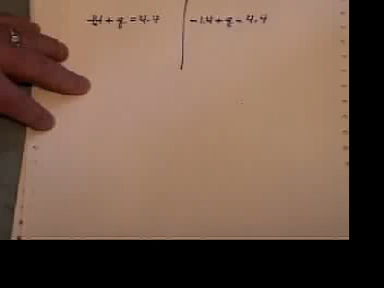 + q = 4.7
-1.4 + q = 4.7